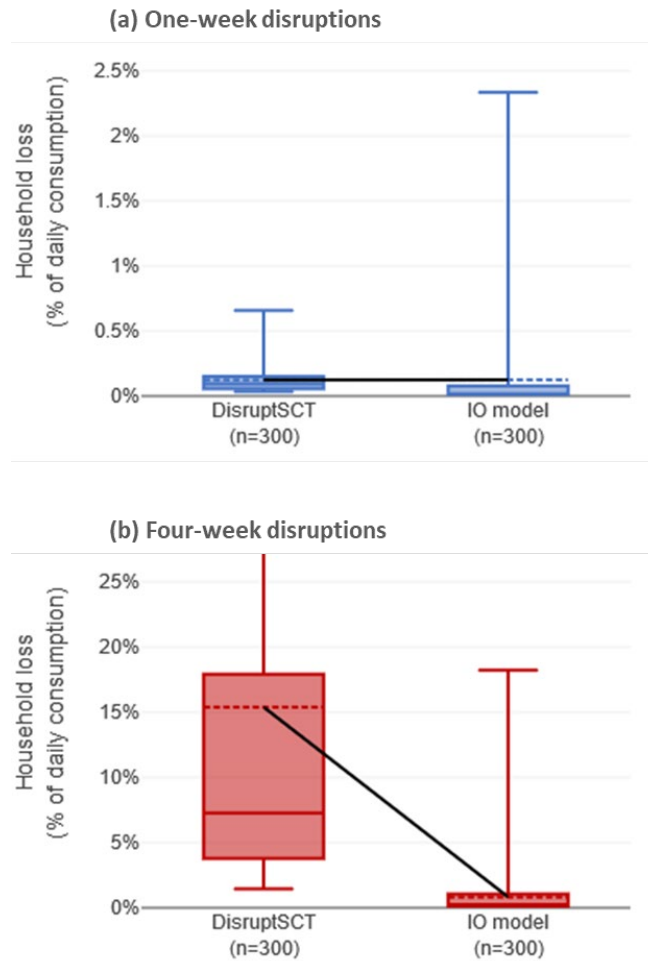 (a) One-week disruptions
Household loss
(% of daily consumption)
2.5%
2%
1.5%
1%
0.5%
0%
DisruptSCT
(n=300)
IO model
(n=300)
(b) Four-week disruptions
Household loss
(% of daily consumption)
25%
20%
15%
10%
5%
0%
DisruptSCT
(n=300)
IO model
(n=300)